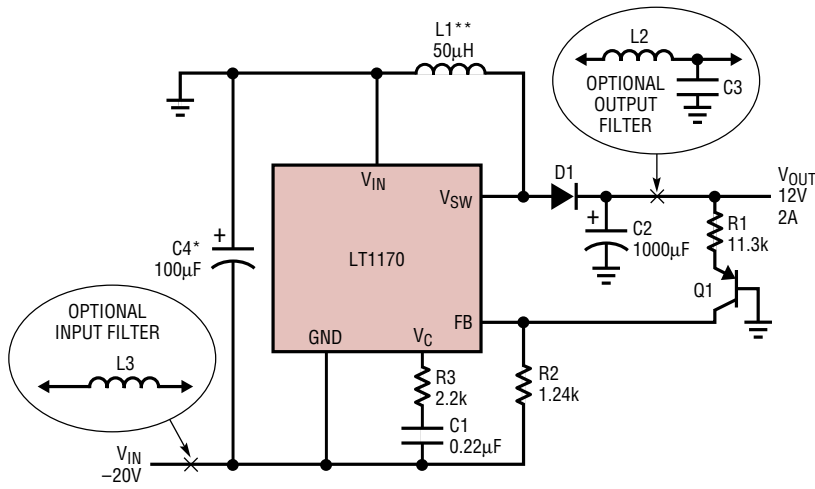 L1**
50µH
L2
OPTIONAL
OUTPUT
FILTER
C3
VIN
VSW
D1
VOUT
12V
2A
+
C4*
100µF
LT1170
+
C2
1000µF
R1
11.3k
Q1
OPTIONAL
INPUT FILTER
L3
GND
VC
FB
R3
2.2k
R2
1.24k
C1
0.22µF
VIN
–20V